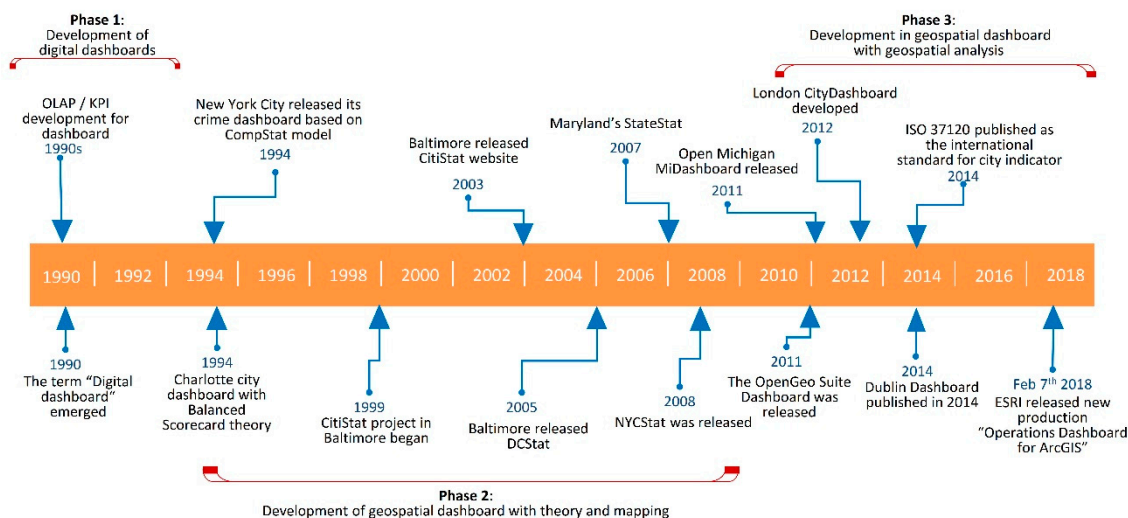 Phase 1:
Development of
digital dashboards
Phase 3:
Development in geospatial dashboard
with geospatial analysis
OLAP / KPI
development for
dashboard
1990s
New York City released its
crime dashboard based on
CompStat model
1994
Baltimore released
CitiStat website
2003
Maryland's StateStat
2007
Open Michigan
MiDashboard released
2011
London CityDashboard
developed
2012
ISO 37120 published as
the international
standard for city indicator
2014
1990
1992
1994
1996
1998
2000
2002
2004
2006
2008
2010
2012
2014
2016
2018
1990
The term “Digital
dashboard”
emerged
1994
Charlotte city
dashboard with
Balanced
Scorecard theory
1999
CitiStat project in
Baltimore began
2005
Baltimore released
DCStat
2008
NYCStat was released
2011
The OpenGeo Suite
Dashboard was
released
2014
Dublin Dashboard
published in 2014
Feb 7th 2018
ESRI released new
production
“Operations Dashboard
for ArcGIS”
Phase 2:
Development of geospatial dashboard with theory and mapping